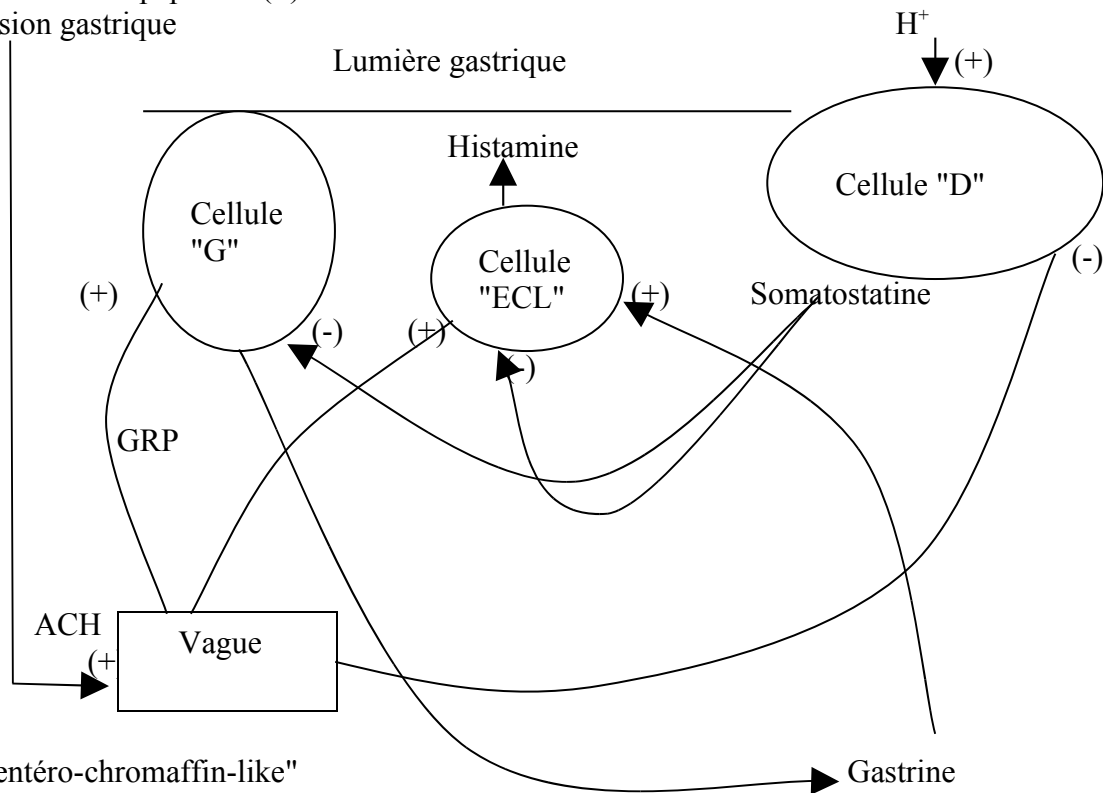 sion gastrique
H+
(+)
Lumière gastrique
Histamine
Cellule "D"
Cellule
"G"
Cellule
"ECL"
(-)
(+)
(+)
Somatostatine
(-)
(+)
(-)
GRP
ACH
Vague
(+
entéro-chromaffin-like"
Gastrine